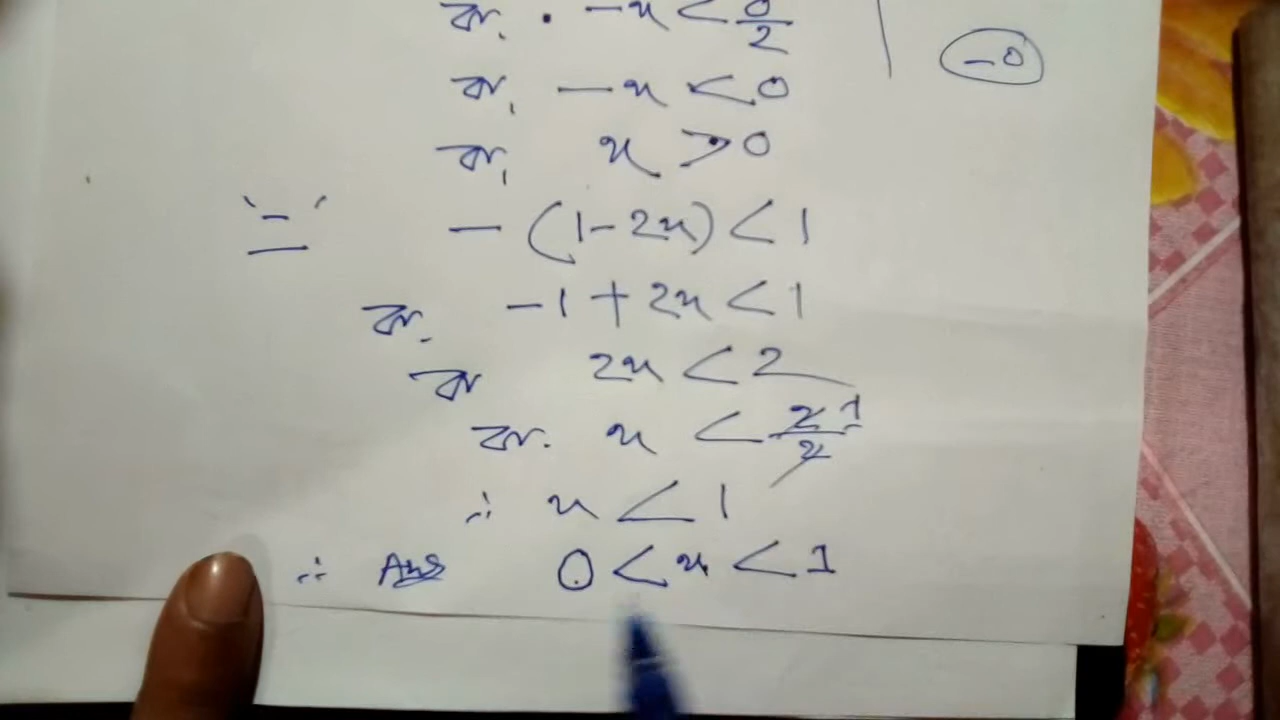 বা, · -x < 0/2
-0
বা, -x < 0
বা, x > 0
'-' -(1-2x) < 1
বা, -1 + 2x < 1
বা 2x < 2
বা, x < 2/2 1
∴ x < 1
∴ Ans 0 < x < 1